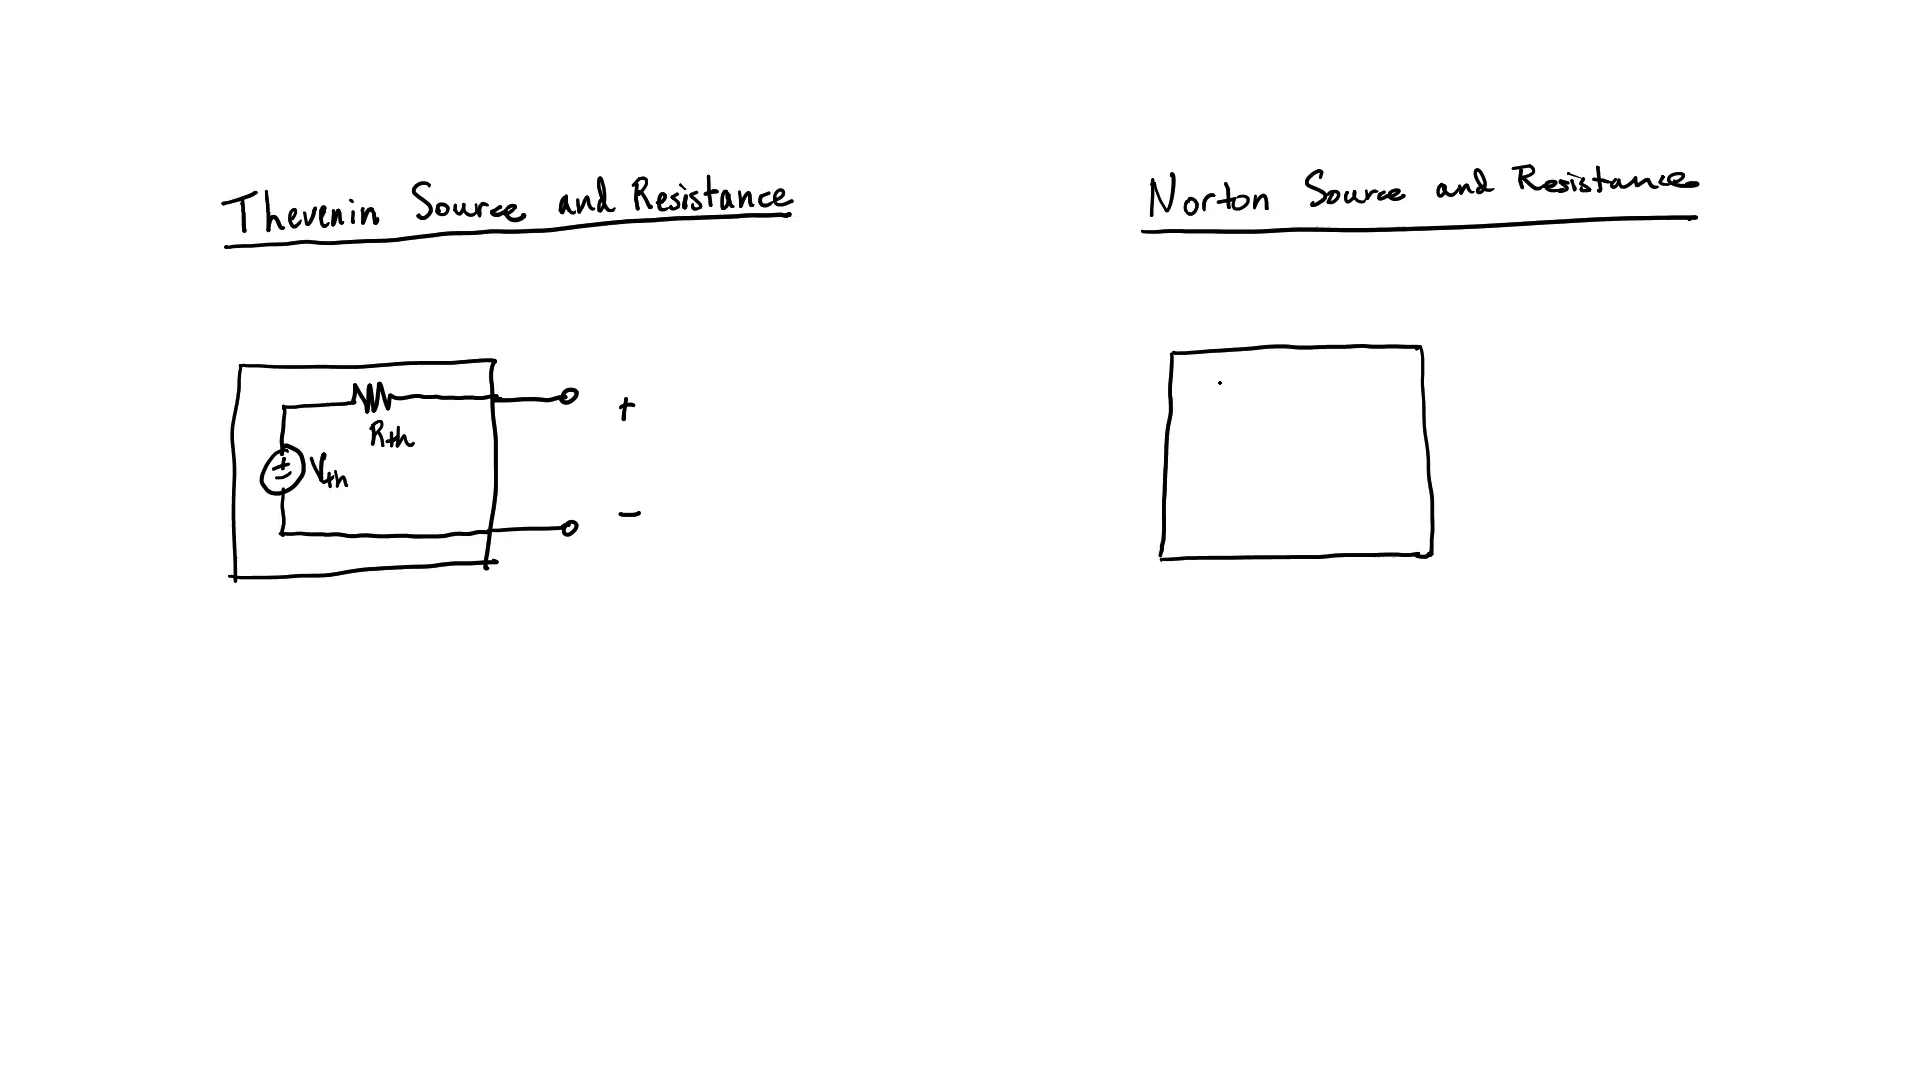 Thevenin Source and Resistance
Norton Source and Resistance
Rth
+
+
-
Vth
-